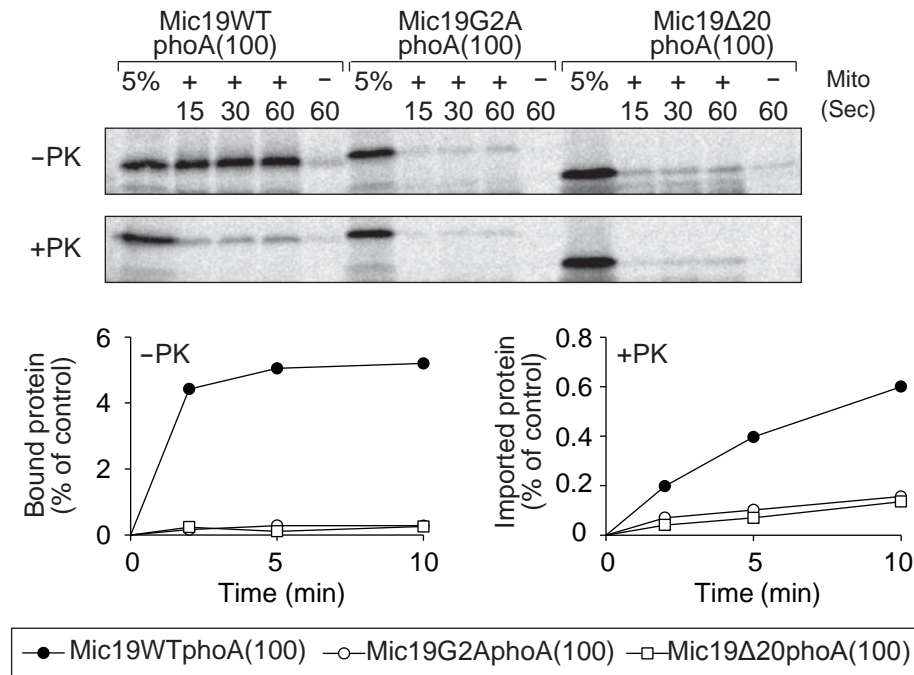 Mic19WT Mic19G2A Mic19Δ20
phoA(100) phoA(100) phoA(100)
5% + + + − 5% + + + − 5% + + + − Mito
15 30 60 60 15 30 60 60 15 30 60 60 (Sec)
−PK
+PK
6 −PK
4
2
0
0 5 10
Bound protein
(% of control)
Time (min)
0.8 +PK
0.6
0.4
0.2
0
0 5 10
Imported protein
(% of control)
Time (min)
Mic19WTphoA(100) Mic19G2AphoA(100) Mic19Δ20phoA(100)